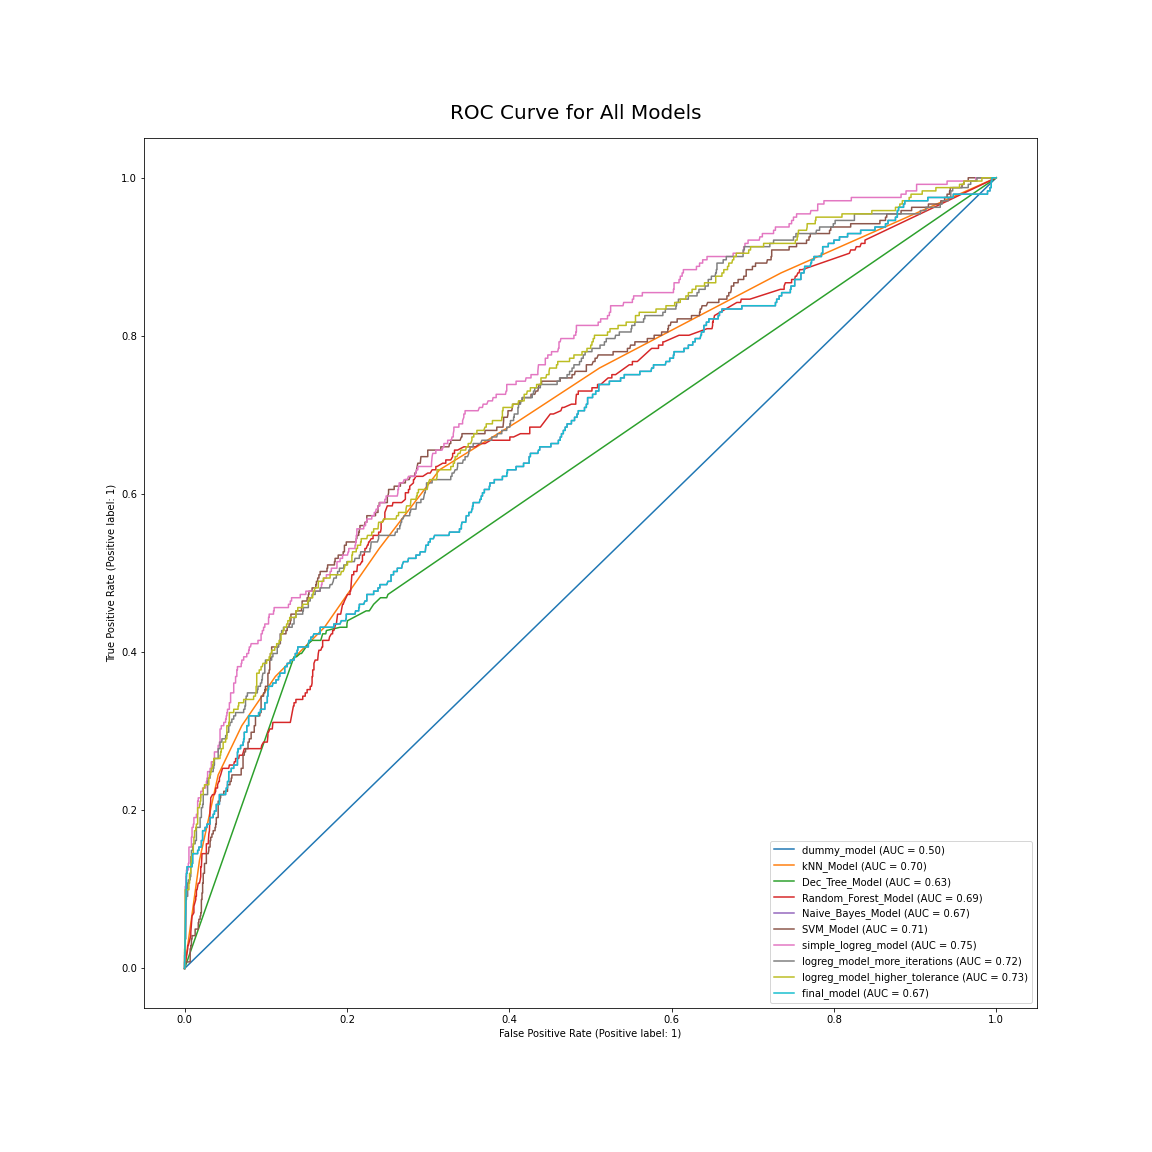 ROC Curve for All Models
1.0
0.8
0.6
0.4
0.2
0.0
True Positive Rate (Positive label: 1)
dummy_model (AUC = 0.50)
kNN_Model (AUC = 0.70)
Dec_Tree_Model (AUC = 0.63)
Random_Forest_Model (AUC = 0.69)
Naive_Bayes_Model (AUC = 0.67)
SVM_Model (AUC = 0.71)
simple_logreg_model (AUC = 0.75)
logreg_model_more_iterations (AUC = 0.72)
logreg_model_higher_tolerance (AUC = 0.73)
final_model (AUC = 0.67)
0.0 0.2 0.4 0.6 0.8 1.0
False Positive Rate (Positive label: 1)